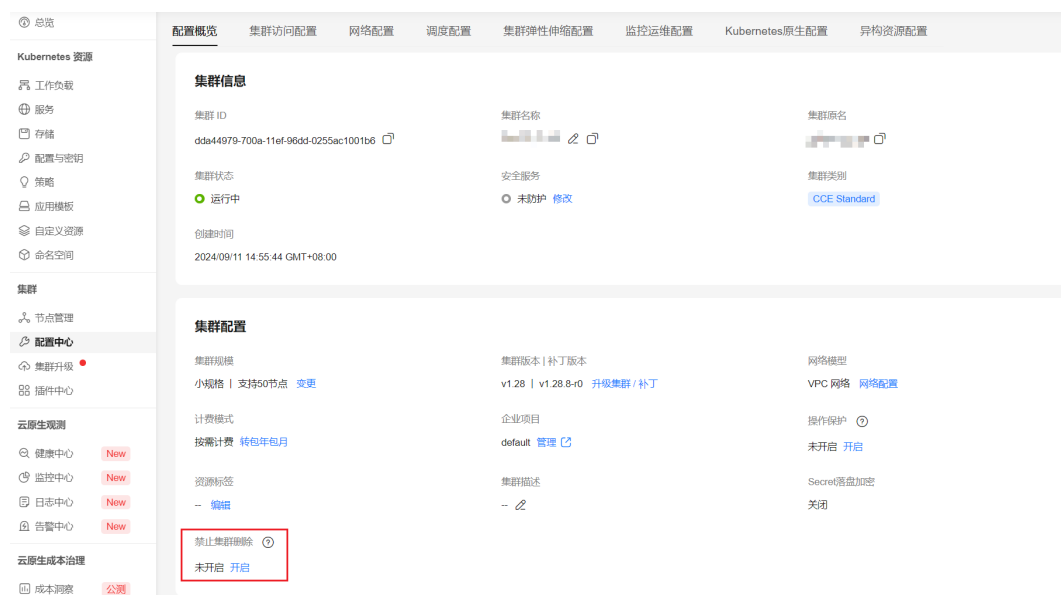 总览
Kubernetes 资源
工作负载
服务
存储
配置与密钥
策略
应用模板
自定义资源
命名空间
集群
节点管理
配置中心
集群升级
插件中心
云原生观测
健康中心 New
监控中心 New
日志中心 New
告警中心 New
云原生成本治理
成本洞察 公测
配置概览 集群访问配置 网络配置 调度配置 集群弹性伸缩配置 监控运维配置 Kubernetes原生配置 异构资源配置
集群信息
集群 ID 集群名称 集群原名
dda44979-700a-11ef-96dd-0255ac1001b6
集群状态 安全服务 集群类别
运行中 未防护 修改 CCE Standard
创建时间
2024/09/11 14:55:44 GMT+08:00
集群配置
集群规模 集群版本 | 补丁版本 网络模型
小规格 | 支持50节点 变更 v1.28 | v1.28.8-r0 升级集群 / 补丁 VPC 网络 网络配置
计费模式 企业项目 操作保护 ?
按需计费 转包年包月 default 管理 未开启 开启
资源标签 集群描述 Secret落盘加密
-- 编辑 -- 关闭
禁止集群删除 ?
未开启 开启